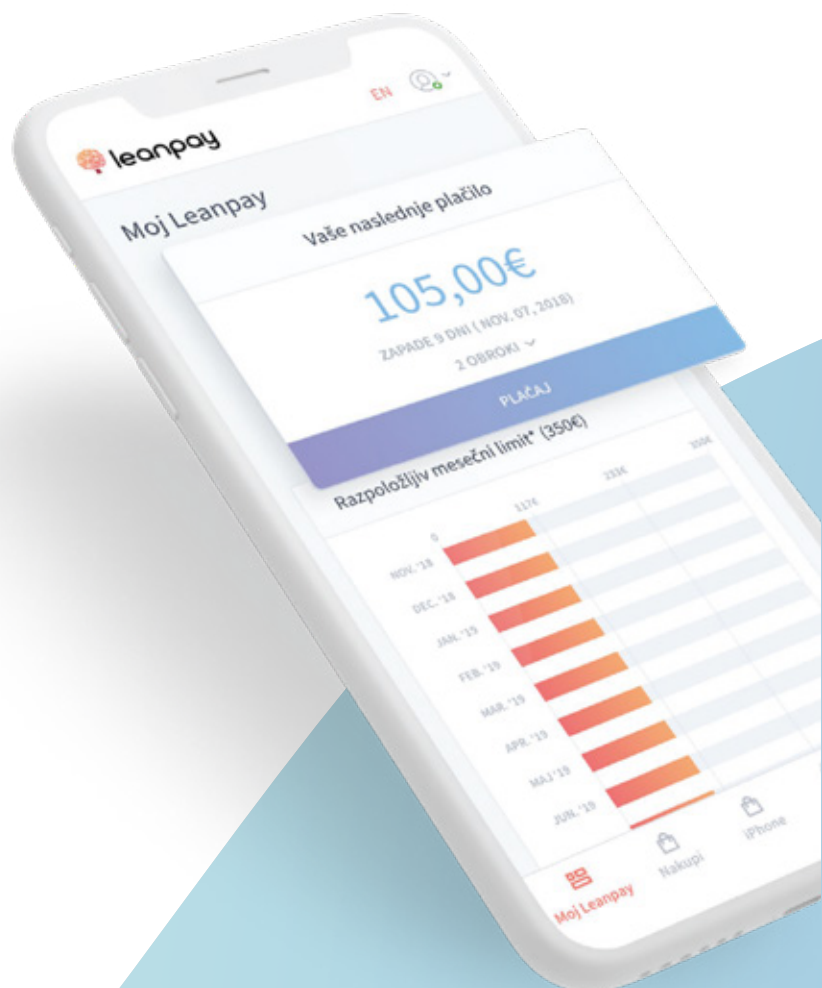 leanpay
EN
Moj Leanpay
Vaše naslednje plačilo
105,00€
ZAPADE 9 DNI ( NOV. 07, 2018)
2 OBROKI
PLAČAJ
Razpoložljiv mesečni limit* (350€)
0 117€ 233€ 350€
NOV. '18
DEC. '18
JAN. '19
FEB. '19
MAR. '19
APR. '19
MAJ '19
JUN. '19
Moj Leanpay Nakupi iPhone